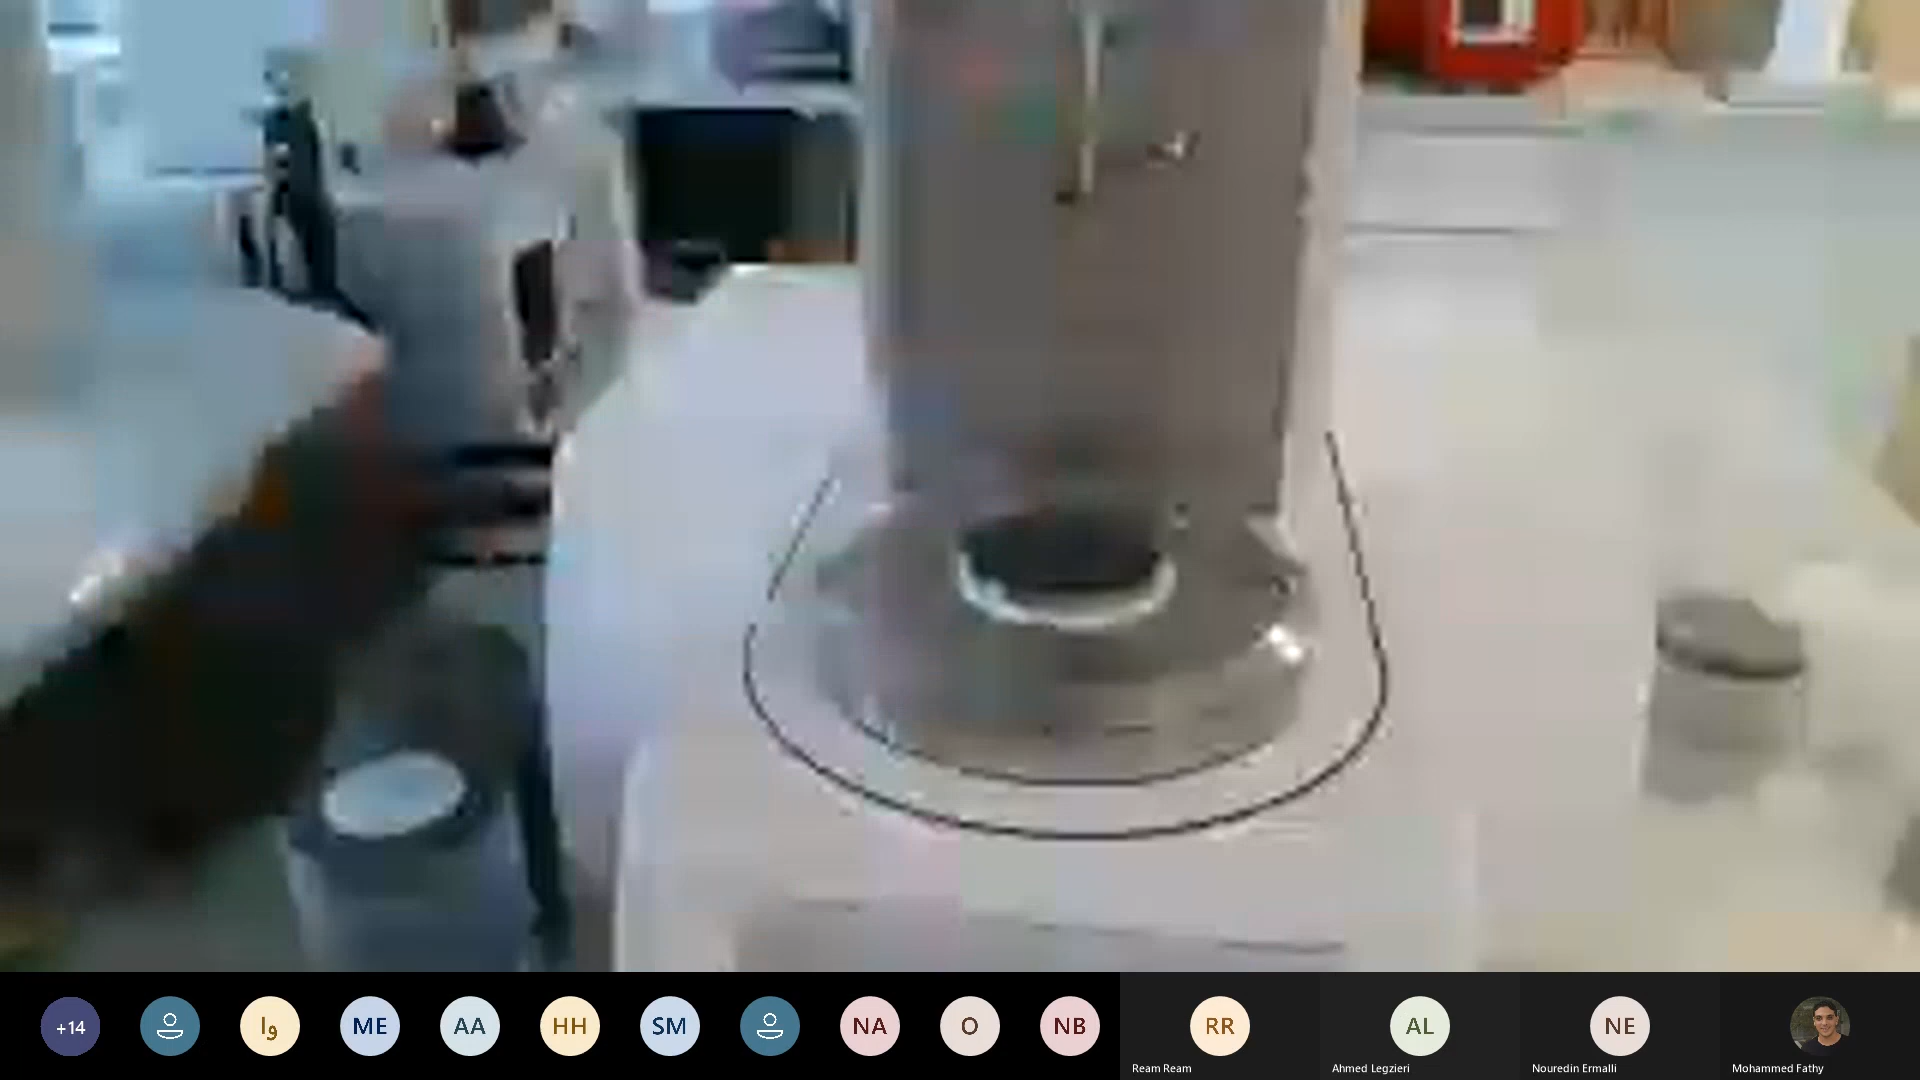 +14
وا
ME
AA
HH
SM
NA
O
NB
RR
AL
NE
Ream Ream
Ahmed Legzieri
Nouredin Ermalli
Mohammed Fathy